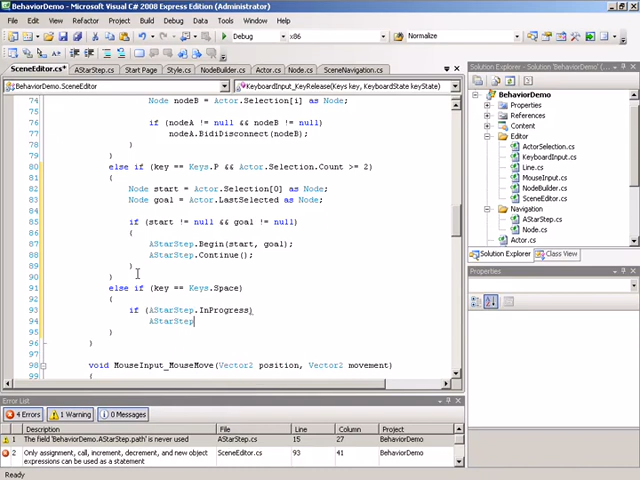 BehaviorDemo - Microsoft Visual C# 2008 Express Edition (Administrator)
File Edit View Refactor Project Build Debug Data Tools Window Help
Debug x86 Normalize
SceneEditor.cs* AStarStep.cs Start Page Style.cs NodeBuilder.cs Actor.cs Node.cs SceneNavigation.cs
BehaviorDemo.SceneEditor KeyboardInput_KeyRelease(Keys key, KeyboardState keyState)
74 Node nodeB = Actor.Selection[i] as Node;
75
76 if (nodeA != null && nodeB != null)
77 nodeA.BidiDisconnect(nodeB);
78 }
79 }
80 else if (key == Keys.P && Actor.Selection.Count >= 2)
81 {
82 Node start = Actor.Selection[0] as Node;
83 Node goal = Actor.LastSelected as Node;
84
85 if (start != null && goal != null)
86 {
87 AStarStep.Begin(start, goal);
88 AStarStep.Continue();
89 }
90 }
91 else if (key == Keys.Space)
92 {
93 if (AStarStep.InProgress)
94 AStarStep
95 }
96 }
97
98 void MouseInput_MouseMove(Vector2 position, Vector2 movement)
99 {
Solution Explorer - BehaviorDemo
BehaviorDemo
Properties
References
Content
Editor
ActorSelection.cs
KeyboardInput.cs
Line.cs
MouseInput.cs
NodeBuilder.cs
SceneEditor.cs
Navigation
AStarStep.cs
Node.cs
Actor.cs
Solution Explorer Class View
Properties
Error List
4 Errors 1 Warning 0 Messages
Description File Line Column Project
1 The field 'BehaviorDemo.AStarStep.path' is never used AStarStep.cs 15 27 BehaviorDemo
2 Only assignment, call, increment, decrement, and new object expressions can be used as a statement SceneEditor.cs 93 41 BehaviorDemo
Ready